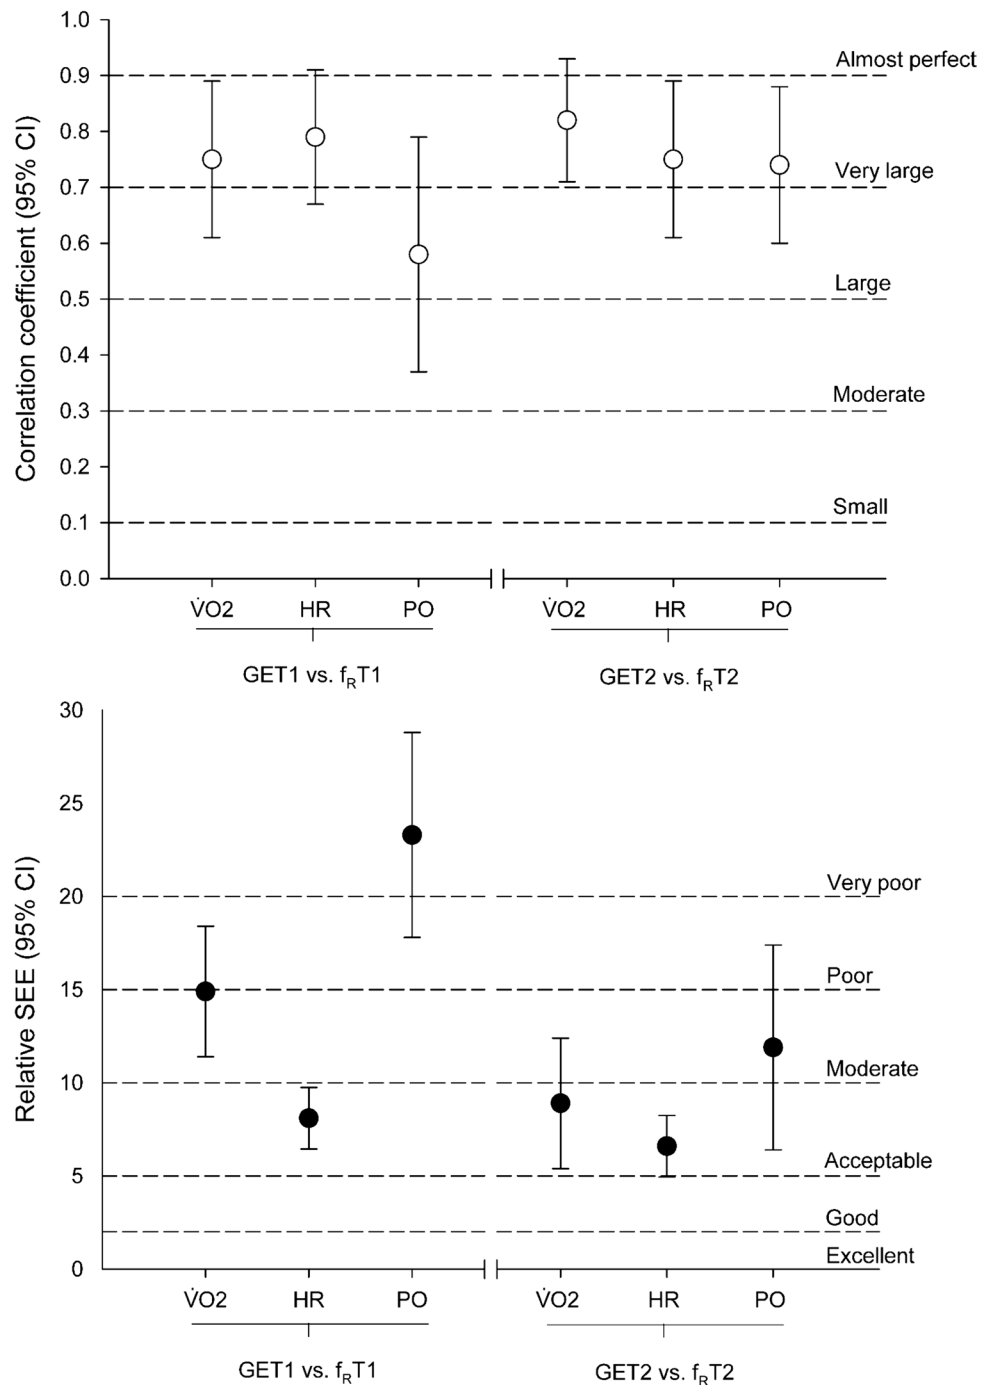 Correlation coefficient (95% CI)
1.0
0.9
0.8
0.7
0.6
0.5
0.4
0.3
0.2
0.1
0.0
Almost perfect
Very large
Large
Moderate
Small
V̇O2 HR PO V̇O2 HR PO
GET1 vs. fRT1 GET2 vs. fRT2
Relative SEE (95% CI)
30
25
20
15
10
5
0
Very poor
Poor
Moderate
Acceptable
Good
Excellent
V̇O2 HR PO V̇O2 HR PO
GET1 vs. fRT1 GET2 vs. fRT2